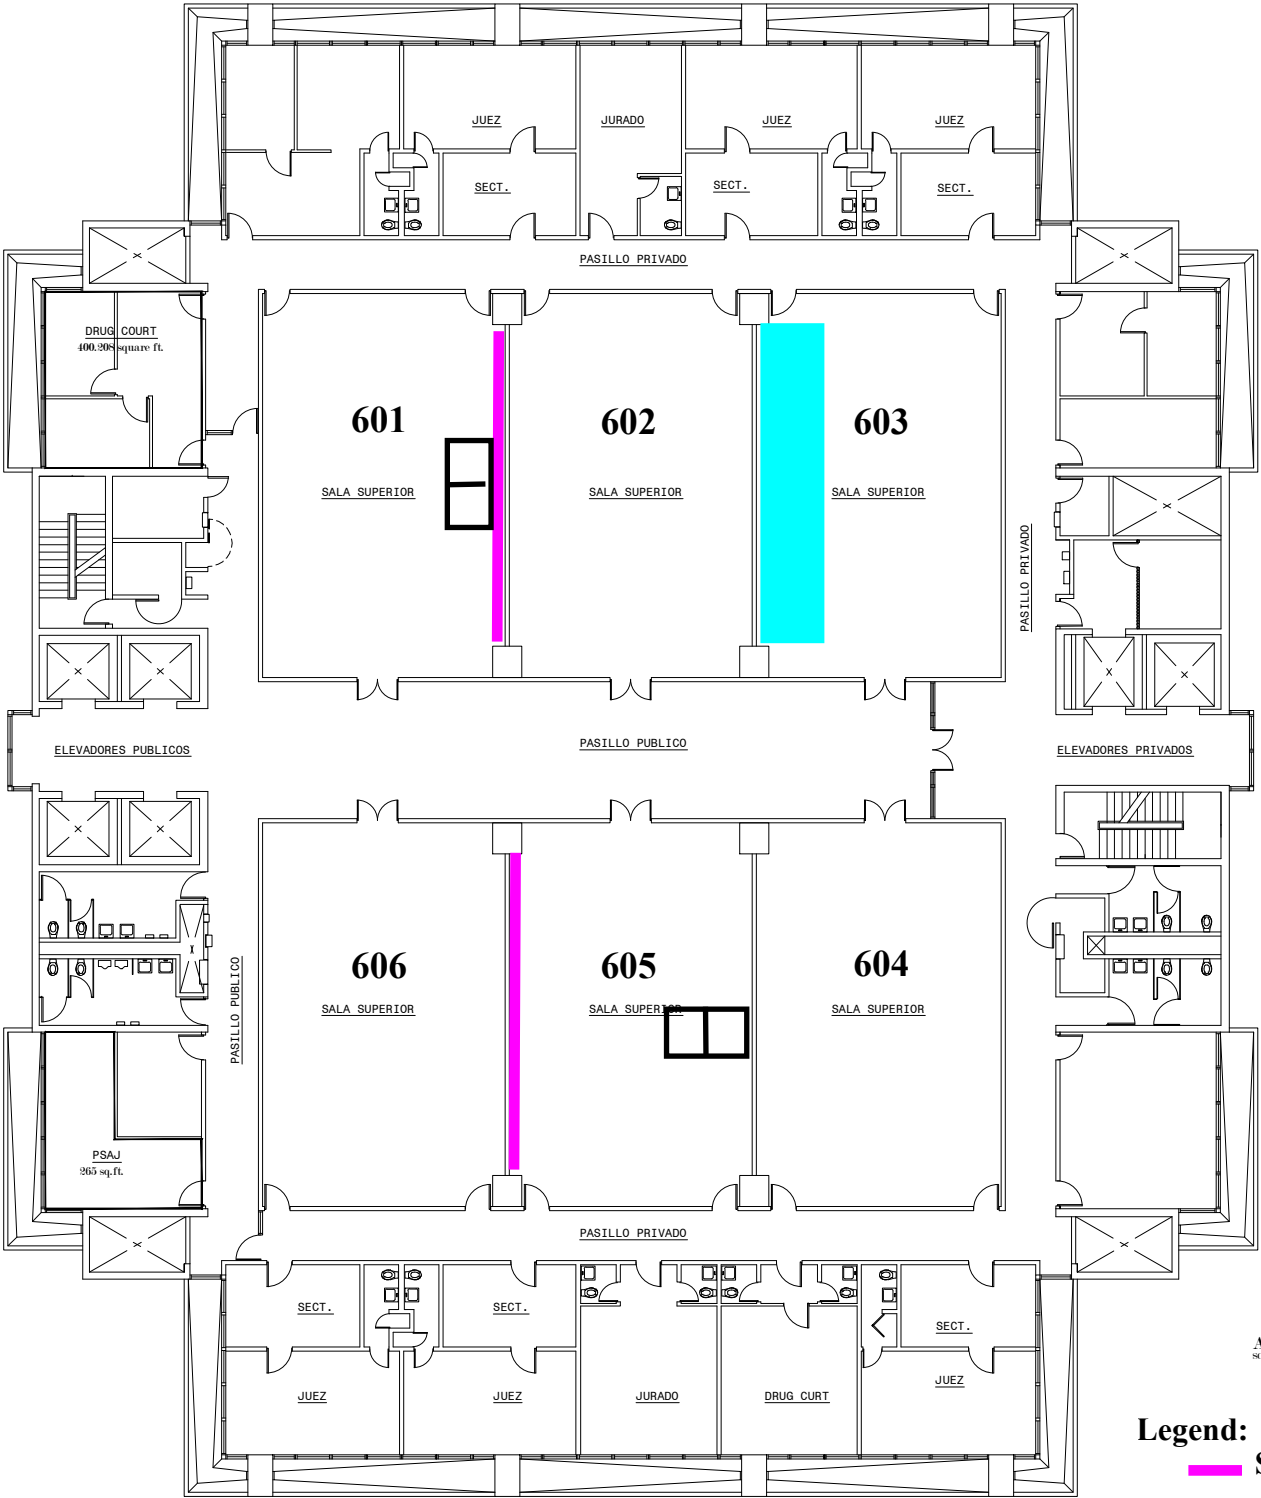 JUEZ
JURADO
JUEZ
JUEZ
SECT.
SECT.
SECT.
PASILLO PRIVADO
DRUG COURT
400.208 square ft.
601
602
603
SALA SUPERIOR
SALA SUPERIOR
SALA SUPERIOR
PASILLO PRIVADO
ELEVADORES PUBLICOS
PASILLO PUBLICO
ELEVADORES PRIVADOS
606
605
604
SALA SUPERIOR
SALA SUPERIOR
SALA SUPERIOR
PASILLO PUBLICO
PSAJ
265 sq.ft.
PASILLO PRIVADO
SECT.
SECT.
SECT.
JUEZ
JUEZ
JURADO
DRUG CURT
JUEZ
Legend: